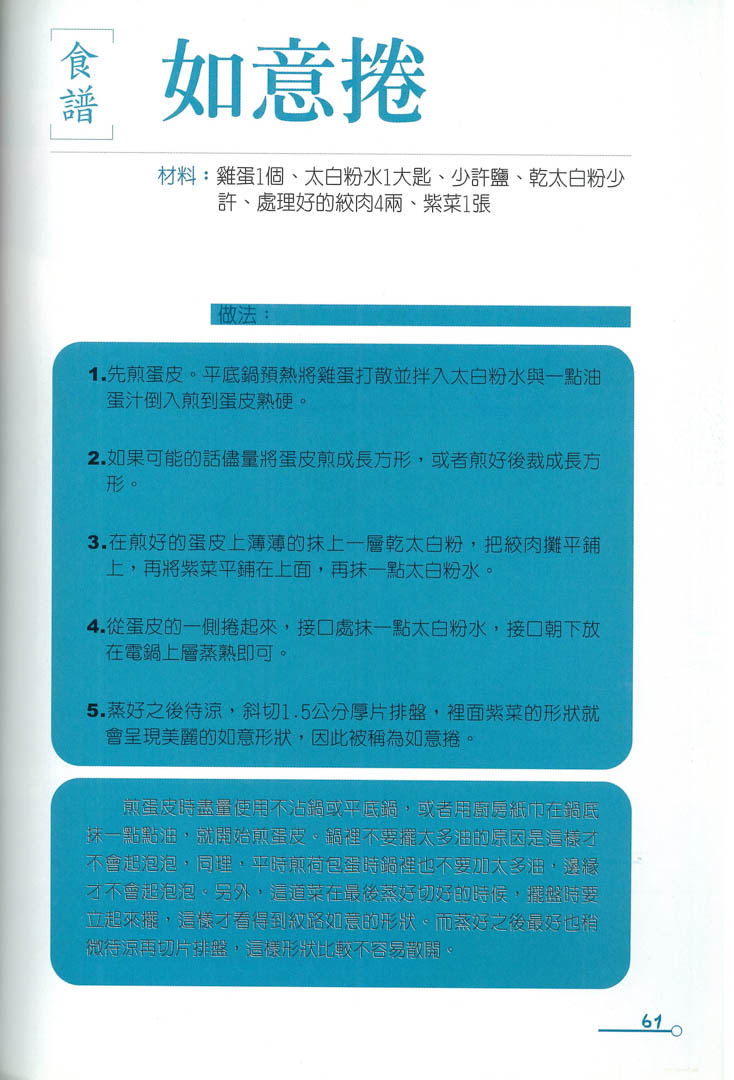 食譜
如意捲
材料：雞蛋1個、太白粉水1大匙、少許鹽、乾太白粉少
許、處理好的絞肉4兩、紫菜1張
做法：
1.先煎蛋皮。平底鍋預熱將雞蛋打散並拌入太白粉水與一點油
蛋汁倒入煎到蛋皮熟硬。
2.如果可能的話儘量將蛋皮煎成長方形，或者煎好後裁成長方
形。
3.在煎好的蛋皮上薄薄的抹上一層乾太白粉，把絞肉攤平鋪
上，再將紫菜平鋪在上面，再抹一點太白粉水。
4.從蛋皮的一側捲起來，接口處抹一點太白粉水，接口朝下放
在電鍋上層蒸熟即可。
5.蒸好之後待涼，斜切1.5公分厚片排盤，裡面紫菜的形狀就
會呈現美麗的如意形狀，因此被稱為如意捲。
煎蛋皮時盡量使用不沾鍋或平底鍋，或者用廚房紙巾在鍋底
抹一點點油，就開始煎蛋皮。鍋裡不要擺太多油的原因是這樣才
不會起泡泡，同理，平時煎荷包蛋時鍋裡也不要加太多油，邊緣
才不會起泡泡。另外，這道菜在最後蒸好切好的時候，擺盤時要
立起來擺，這樣才看得到紋路如意的形狀。而蒸好之後最好也稍
微待涼再切片排盤，這樣形狀比較不容易散開。
61